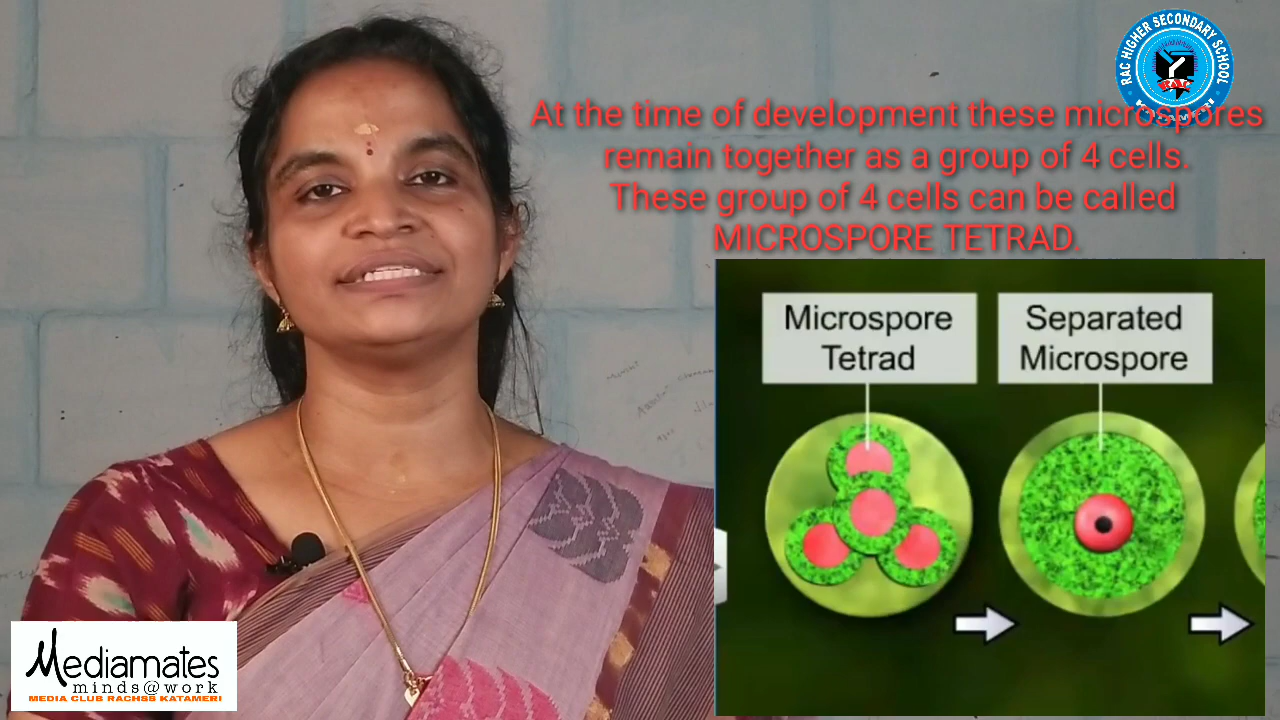 RAC HIGHER SECONDARY SCHOOL
RAC
At the time of development these microspores
remain together as a group of 4 cells.
These group of 4 cells can be called
MICROSPORE TETRAD.
Microspore
Tetrad
Separated
Microspore
Mediamates
minds@work
MEDIA CLUB RACHSS KATAMERI